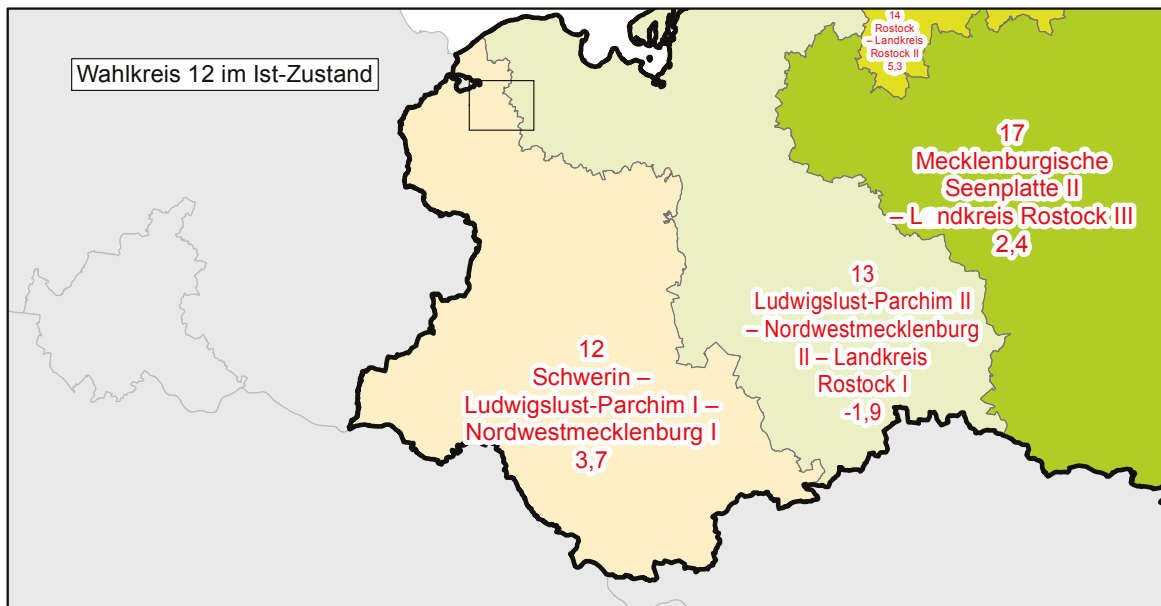 Wahlkreis 12 im Ist-Zustand
14
Rostock
– Landkreis
Rostock II
5,3
17
Mecklenburgische
Seenplatte II
– L ndkreis Rostock III
2,4
13
Ludwigslust-Parchim II
– Nordwestmecklenburg
II – Landkreis
Rostock I
-1,9
12
Schwerin –
Ludwigslust-Parchim I –
Nordwestmecklenburg I
3,7